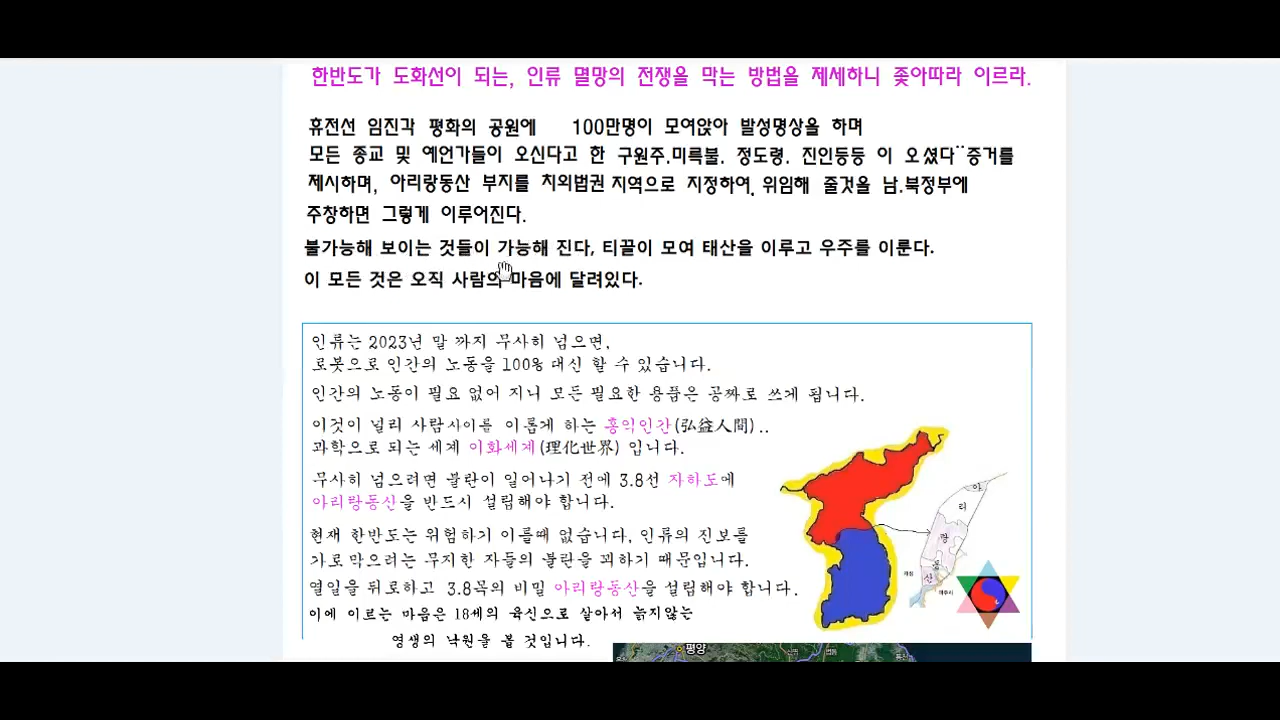 한반도가 도화선이 되는, 인류 멸망의 전쟁을 막는 방법을 제세하니 좇아따라 이르라.
휴전선 임진각 평화의 공원에 100만명이 모여앉아 발성명상을 하며
모든 종교 및 예언가들이 오신다고 한 구원주.미륵불. 정도령. 진인등등 이 오셨다¨증거를
제시하며, 아리랑동산 부지를 치외법권 지역으로 지정하여, 위임해 줄것을 남.북정부에
주창하면 그렇게 이루어진다.
불가능해 보이는 것들이 가능해 진다, 티끌이 모여 태산을 이루고 우주를 이룬다.
이 모든 것은 오직 사람의 마음에 달려있다.
인류는 2023년 말 까지 무사히 넘으면,
로봇으로 인간의 노동을 100% 대신 할 수 있습니다.
인간의 노동이 필요 없어 지니 모든 필요한 용품은 공짜로 쓰게 됩니다.
이것이 널리 사람사이를 이롭게 하는 홍익인간(弘益人間)..
과학으로 되는 세계 이화세계(理化世界) 입니다.
무사히 넘으려면 불란이 일어나기 전에 3.8선 자하도에
아리랑동산을 반드시 설립해야 합니다.
현재 한반도는 위험하기 이를때 없습니다, 인류의 진보를
가로막으려는 무지한 자들의 불란을 꾀하기 때문입니다.
열일을 뒤로하고 3.8목의 비밀 아리랑동산을 설립해야 합니다.
이에 이르는 마음은 18세의 육신으로 살아서 늙지않는
영생의 낙원을 볼 것입니다.
아
리
랑
동
산
개성
파주시
평양